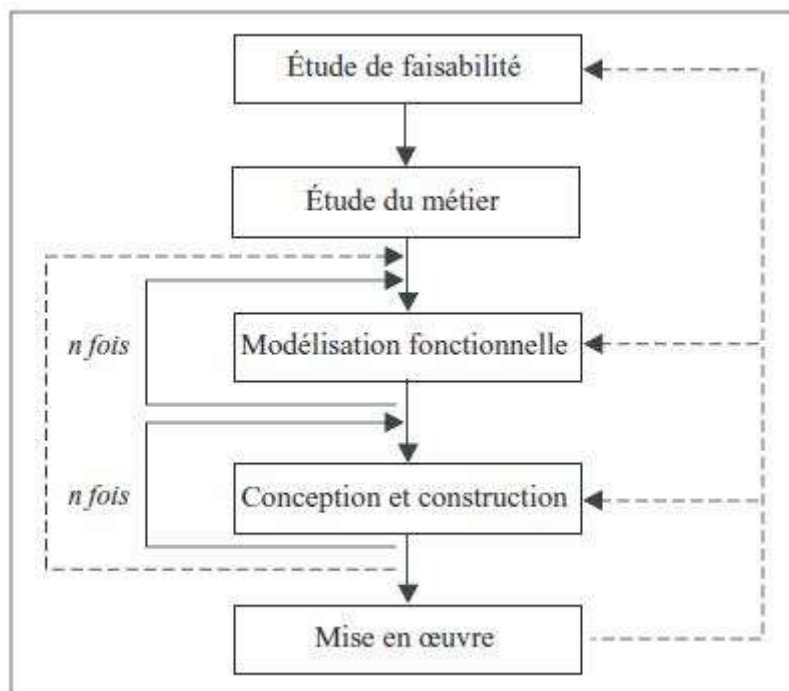 Étude de faisabilité
Étude du métier
n fois
Modélisation fonctionnelle
n fois
Conception et construction
Mise en œuvre